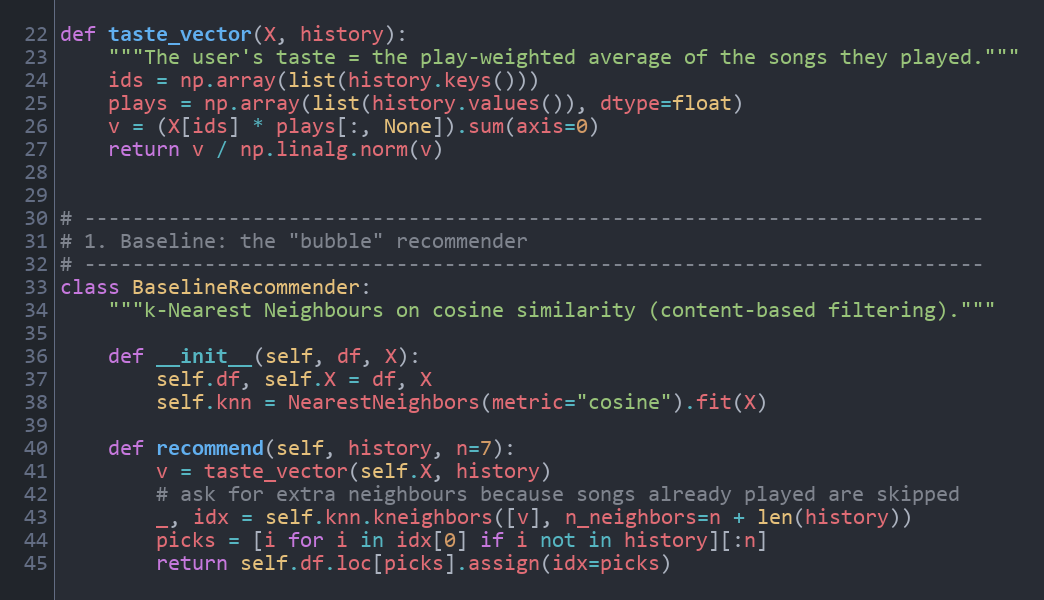 22 def taste_vector(X, history):
23     """The user's taste = the play-weighted average of the songs they played."""
24     ids = np.array(list(history.keys()))
25     plays = np.array(list(history.values()), dtype=float)
26     v = (X[ids] * plays[:, None]).sum(axis=0)
27     return v / np.linalg.norm(v)
28
29
30 # ---------------------------------------------------------------------------
31 # 1. Baseline: the "bubble" recommender
32 # ---------------------------------------------------------------------------
33 class BaselineRecommender:
34     """k-Nearest Neighbours on cosine similarity (content-based filtering)."""
35
36     def __init__(self, df, X):
37         self.df, self.X = df, X
38         self.knn = NearestNeighbors(metric="cosine").fit(X)
39
40     def recommend(self, history, n=7):
41         v = taste_vector(self.X, history)
42         # ask for extra neighbours because songs already played are skipped
43         _, idx = self.knn.kneighbors([v], n_neighbors=n + len(history))
44         picks = [i for i in idx[0] if i not in history][:n]
45         return self.df.loc[picks].assign(idx=picks)